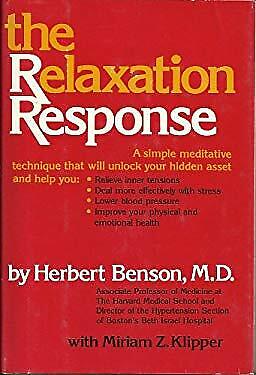 the
Relaxation
Response
A simple meditative
technique that will unlock your hidden asset
and help you: • Relieve inner tensions
• Deal more effectively with stress
• Lower blood pressure
• Improve your physical and
emotional health
by Herbert Benson, M.D.
Associate Professor of Medicine at
The Harvard Medical School and
Director of the Hypertension Section
of Boston's Beth Israel Hospital
with Miriam Z. Klipper